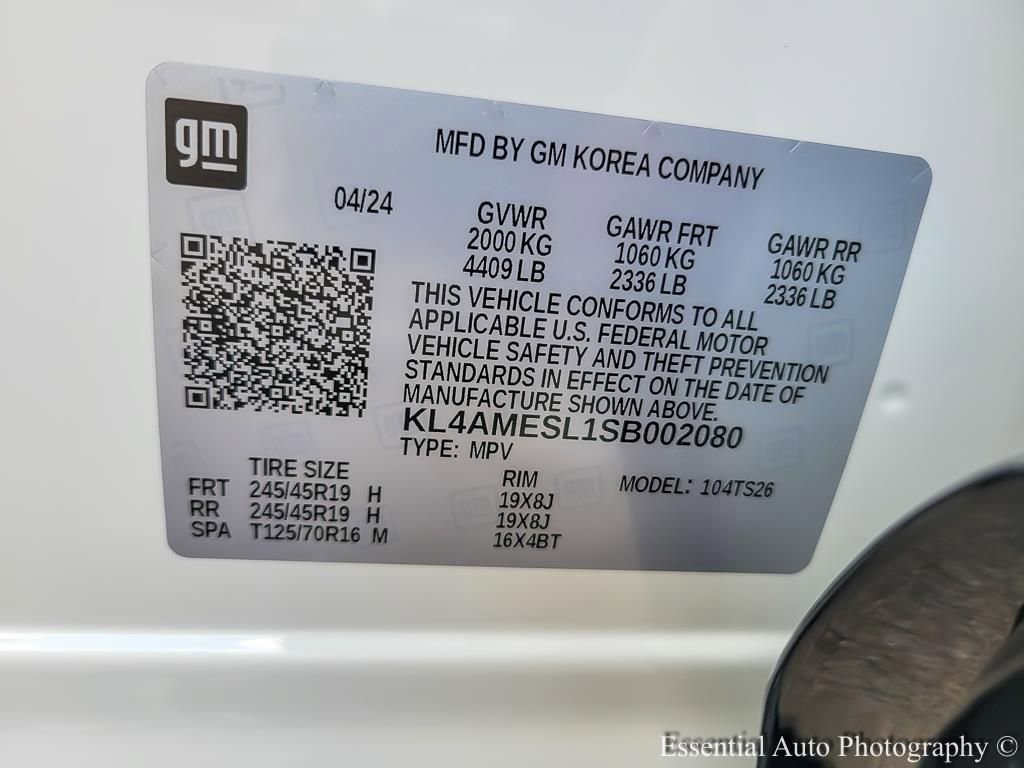 gm
MFD BY GM KOREA COMPANY
04/24
GVWR GAWR FRT GAWR RR
2000 KG 1060 KG 1060 KG
4409 LB 2336 LB 2336 LB
THIS VEHICLE CONFORMS TO ALL
APPLICABLE U.S. FEDERAL MOTOR
VEHICLE SAFETY AND THEFT PREVENTION
STANDARDS IN EFFECT ON THE DATE OF
MANUFACTURE SHOWN ABOVE.
KL4AMESL1SB002080
TYPE: MPV
TIRE SIZE RIM MODEL: 104TS26
FRT 245/45R19 H 19X8J
RR 245/45R19 H 19X8J
SPA T125/70R16 M 16X4BT
Essential Auto Photography ©